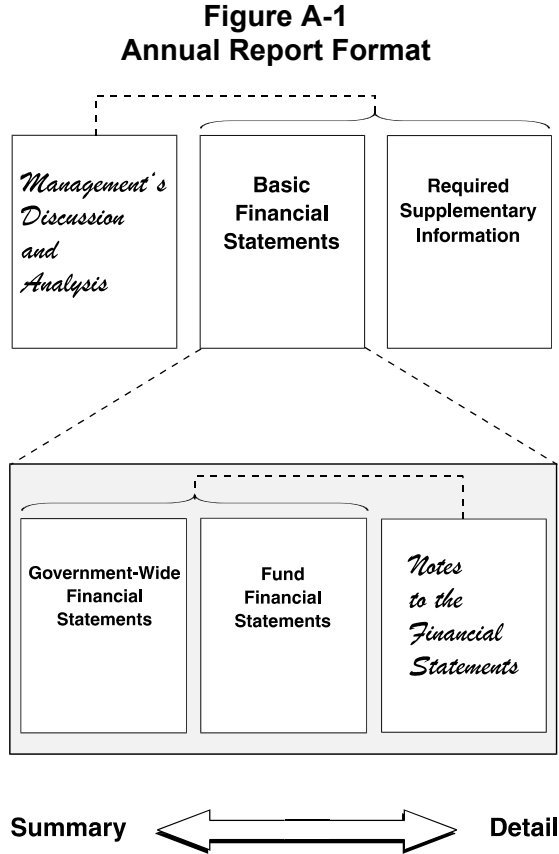 Figure A-1
Annual Report Format
Management's
Discussion
and
Analysis
Basic
Financial
Statements
Required
Supplementary
Information
Government-Wide
Financial
Statements
Fund
Financial
Statements
Notes
to the
Financial
Statements
Summary
Detail